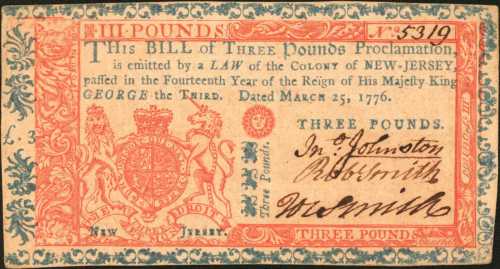 III-POUNDS No. 5319
THIS BILL of THREE Pounds Proclamation,
is emitted by a LAW of the COLONY of NEW-JERSEY,
passed in the Fourteenth Year of the Reign of His Majesty King
GEORGE the THIRD. Dated MARCH 25, 1776.
THREE POUNDS.
Jno. Johnston
Rob Smith
Three Pounds.
NEW JERSEY.
THREE POUNDS